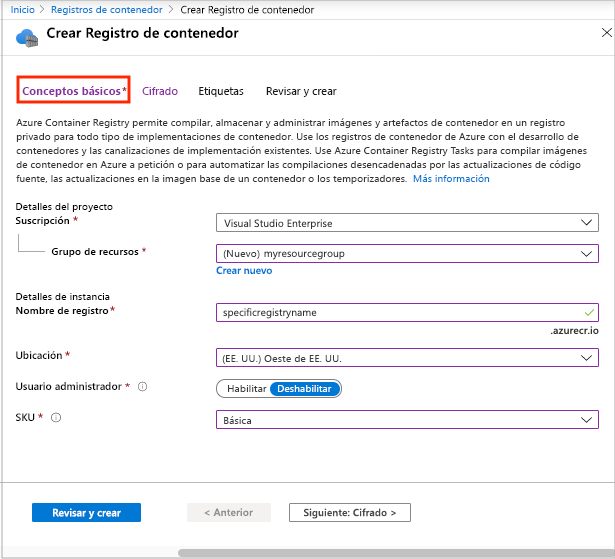 Inicio > Registros de contenedor > Crear Registro de contenedor
Crear Registro de contenedor
Conceptos básicos* Cifrado Etiquetas Revisar y crear
Azure Container Registry permite compilar, almacenar y administrar imágenes y artefactos de contenedor en un registro
privado para todo tipo de implementaciones de contenedor. Use los registros de contenedor de Azure con el desarrollo
de contenedores y las canalizaciones de implementación existentes. Use Azure Container Registry Tasks para compilar imágenes
de contenedor en Azure a petición o para automatizar las compilaciones desencadenadas por las actualizaciones de código
fuente, las actualizaciones en la imagen base de un contenedor o los temporizadores. Más información
Detalles del proyecto
Suscripción * Visual Studio Enterprise
Grupo de recursos * (Nuevo) myresourcegroup
Crear nuevo
Detalles de instancia
Nombre de registro* specificregistryname
.azurecr.io
Ubicación * (EE. UU.) Oeste de EE. UU.
Usuario administrador * Habilitar Deshabilitar
SKU * Básica
Revisar y crear < Anterior Siguiente: Cifrado >